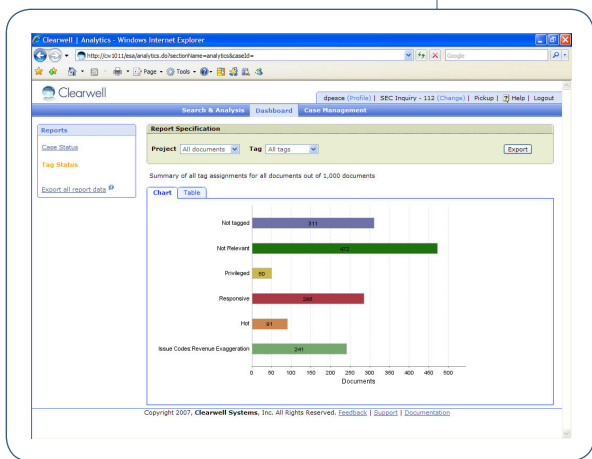 Clearwell | Analytics - Windows Internet Explorer
http://icv1011/esa/analytics.do?sectionName=analytics&caseId=
Google
Page Tools
Clearwell
dpeace (Profile) | SEC Inquiry - 112 (Change) | Pickup | Help | Logout
Search & Analysis Dashboard Case Management
Reports
Case Status
Tag Status
Export all report data
Report Specification
Project All documents Tag All tags Export
Summary of all tag assignments for all documents out of 1,000 documents
Chart Table
Not tagged 311
Not Relevant 472
Privileged 50
Responsive
Hot 91
Issue Codes:Revenue Exaggeration 241
0 50 100 150 200 250 300 350 400 450 500
Documents
Copyright 2007, Clearwell Systems, Inc. All Rights Reserved. Feedback | Support | Documentation